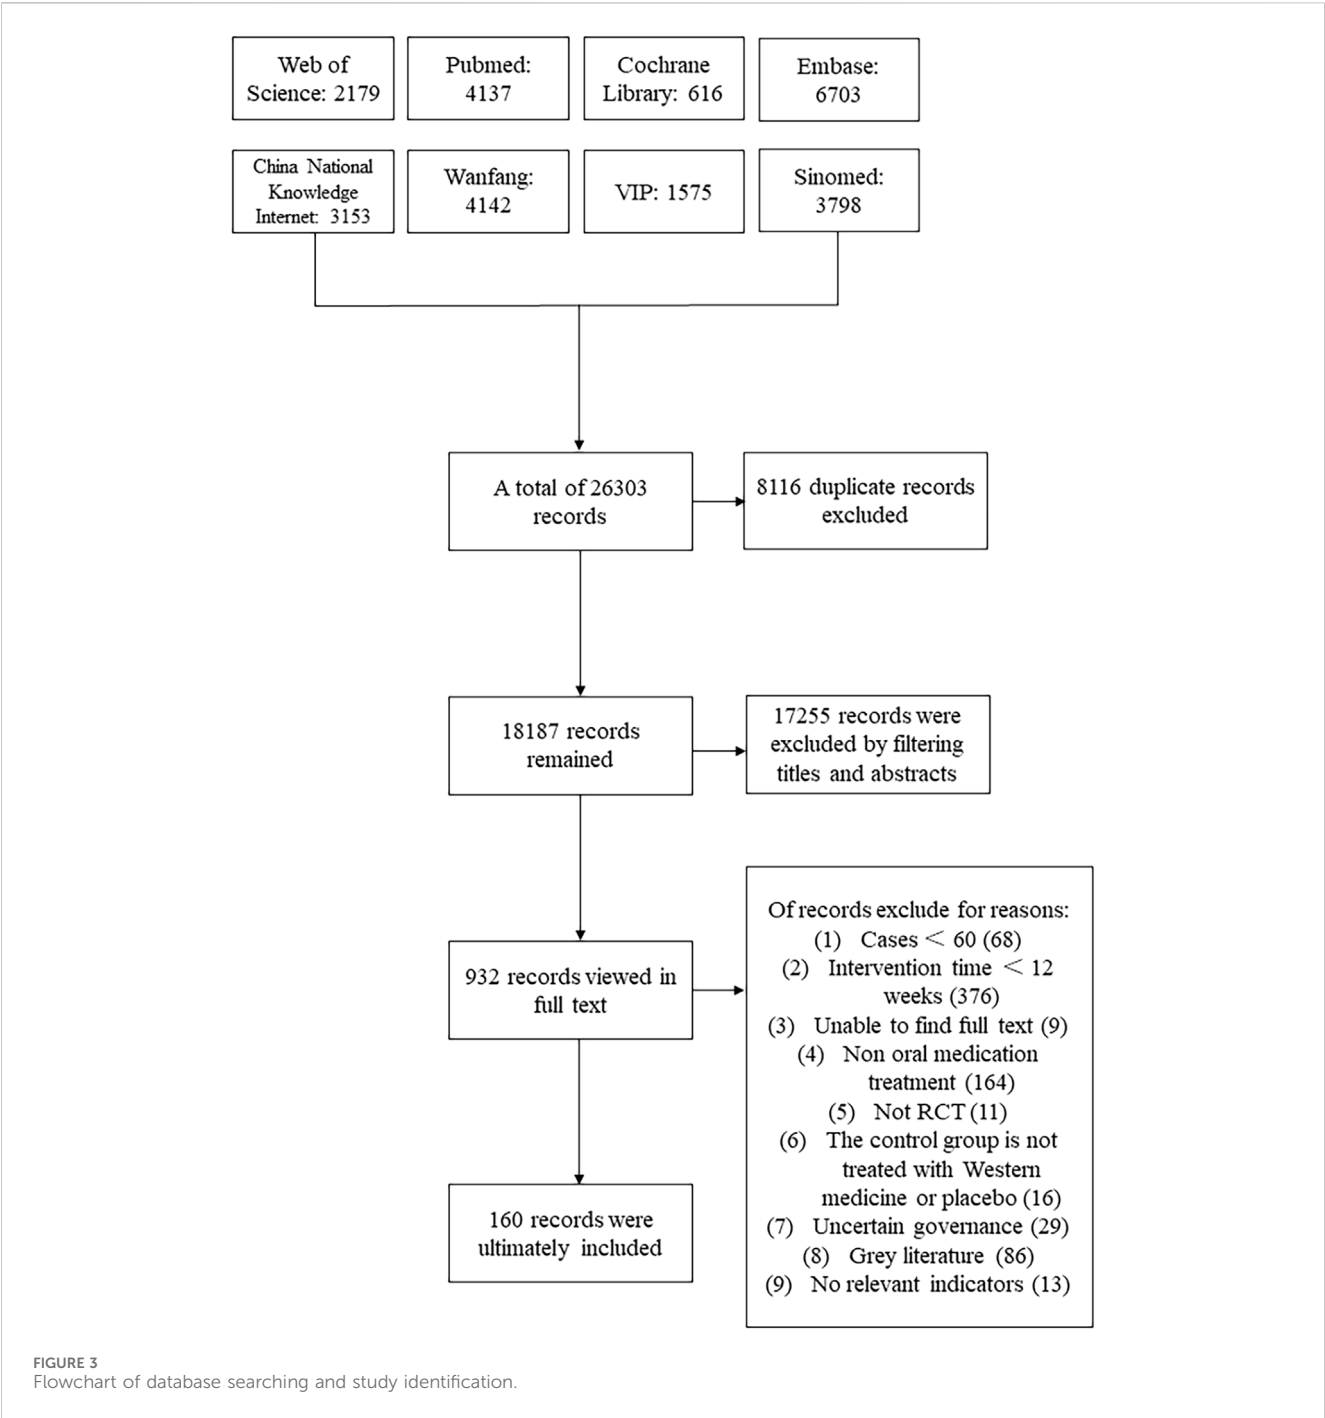 Web of
Science: 2179
Pubmed:
4137
Cochrane
Library: 616
Embase:
6703
China National
Knowledge
Internet: 3153
Wanfang:
4142
VIP: 1575
Sinomed:
3798
A total of 26303
records
8116 duplicate records
excluded
18187 records
remained
17255 records were
excluded by filtering
titles and abstracts
932 records viewed in
full text
Of records exclude for reasons:
(1) Cases < 60 (68)
(2) Intervention time < 12
weeks (376)
(3) Unable to find full text (9)
(4) Non oral medication
treatment (164)
(5) Not RCT (11)
(6) The control group is not
treated with Western
medicine or placebo (16)
(7) Uncertain governance (29)
(8) Grey literature (86)
(9) No relevant indicators (13)
160 records were
ultimately included
FIGURE 3
Flowchart of database searching and study identification.